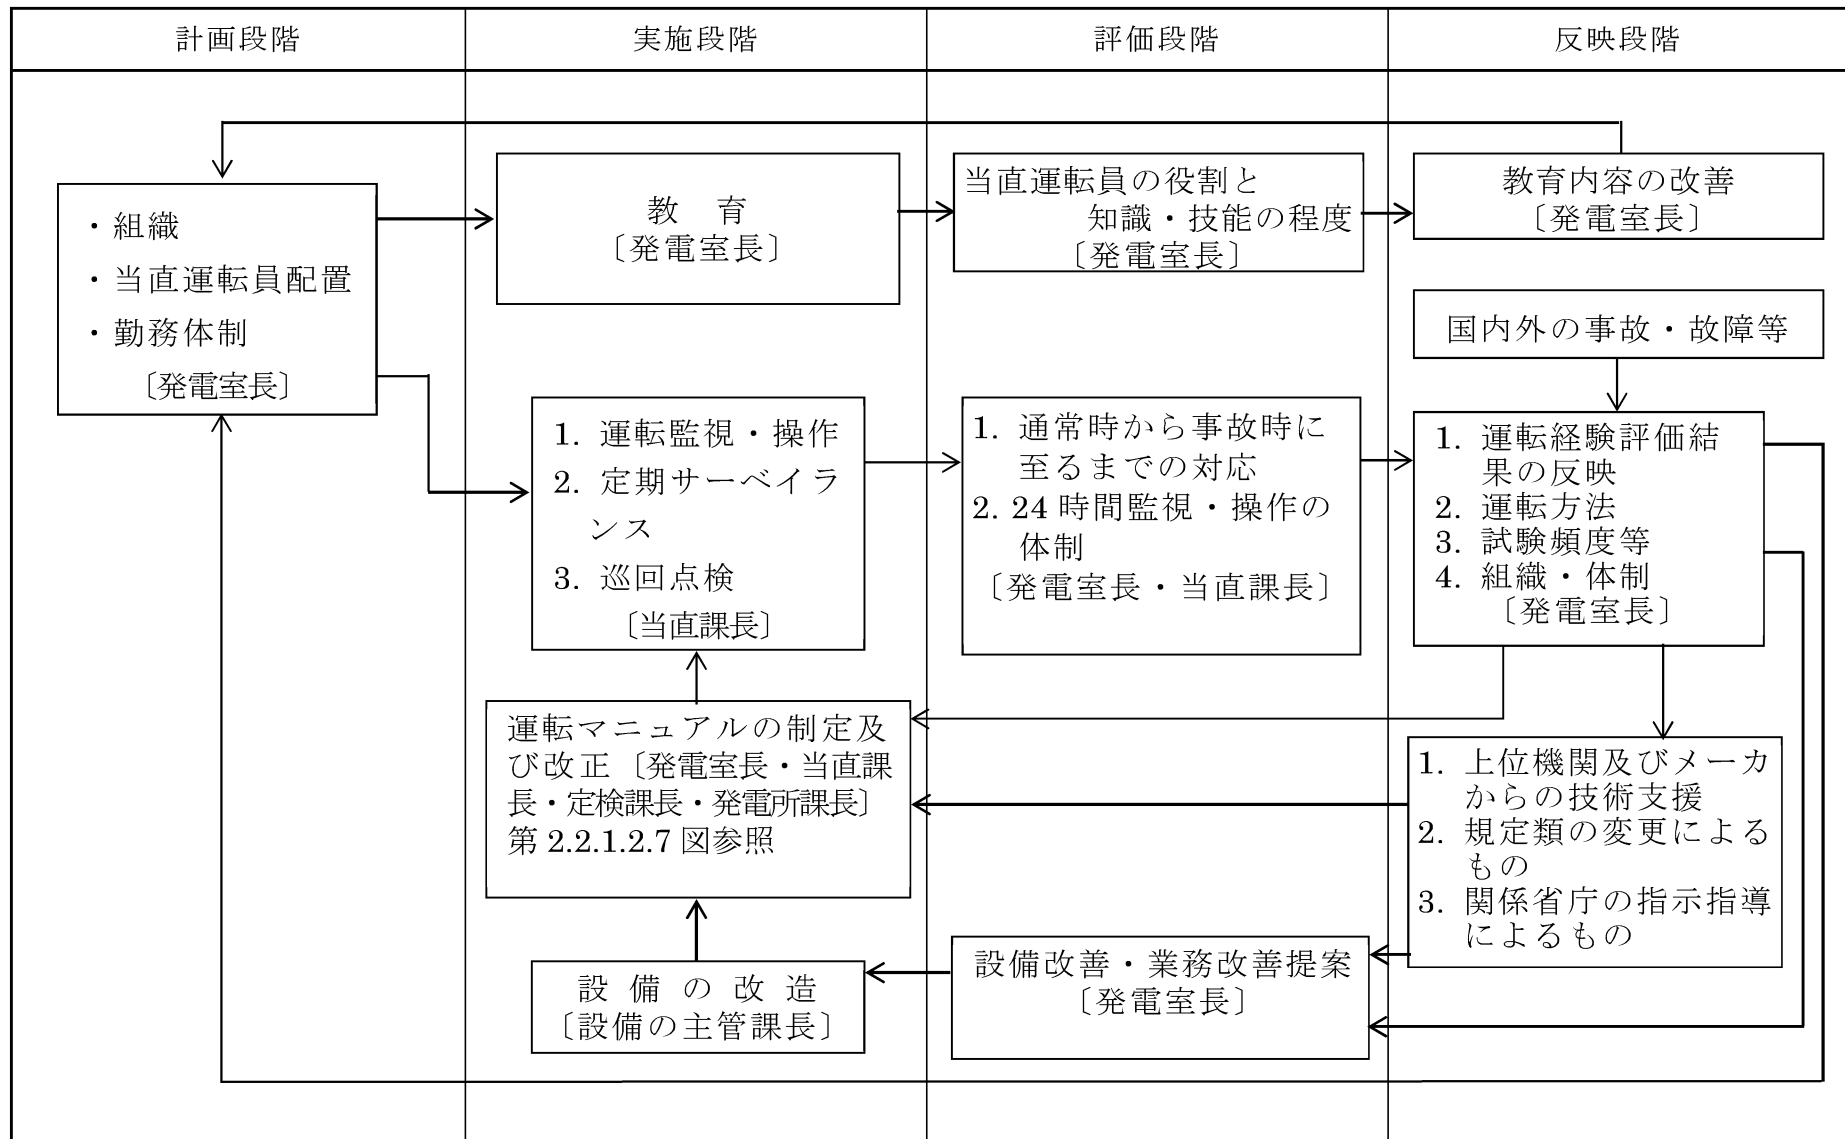 計画段階
実施段階
評価段階
反映段階
・組織
・当直運転員配置
・勤務体制
〔発電室長〕
教　育
〔発電室長〕
当直運転員の役割と
知識・技能の程度
〔発電室長〕
教育内容の改善
〔発電室長〕
国内外の事故・故障等
1. 運転監視・操作
2. 定期サーベイラ
ンス
3. 巡回点検
〔当直課長〕
1. 通常時から事故時に
至るまでの対応
2. 24 時間監視・操作の
体制
〔発電室長・当直課長〕
1. 運転経験評価結
果の反映
2. 運転方法
3. 試験頻度等
4. 組織・体制
〔発電室長〕
運転マニュアルの制定及
び改正〔発電室長・当直課
長・定検課長・発電所課長〕
第 2.2.1.2.7 図参照
1. 上位機関及びメーカ
からの技術支援
2. 規定類の変更による
もの
3. 関係省庁の指示指導
によるもの
設備の改造
〔設備の主管課長〕
設備改善・業務改善提案
〔発電室長〕